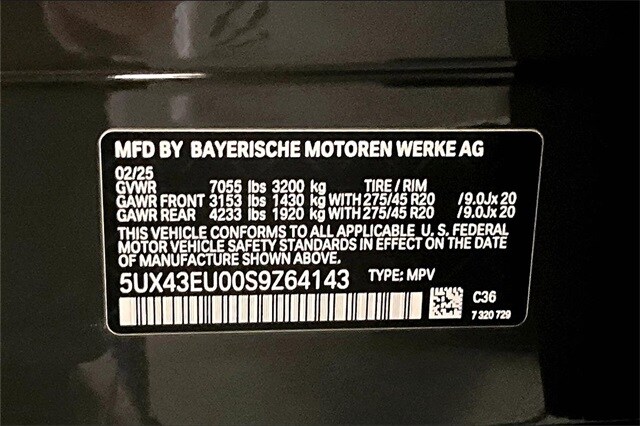 MFD BY BAYERISCHE MOTOREN WERKE AG
02/25
GVWR 7055 lbs 3200 kg TIRE / RIM
GAWR FRONT 3153 lbs 1430 kg WITH 275/45 R20 /9.0Jx 20
GAWR REAR 4233 lbs 1920 kg WITH 275/45 R20 /9.0Jx 20
THIS VEHICLE CONFORMS TO ALL APPLICABLE U. S. FEDERAL
MOTOR VEHICLE SAFETY STANDARDS IN EFFECT ON THE DATE
OF MANUFACTURE SHOWN ABOVE.
5UX43EU00S9Z64143 TYPE: MPV
C36
7 320 729